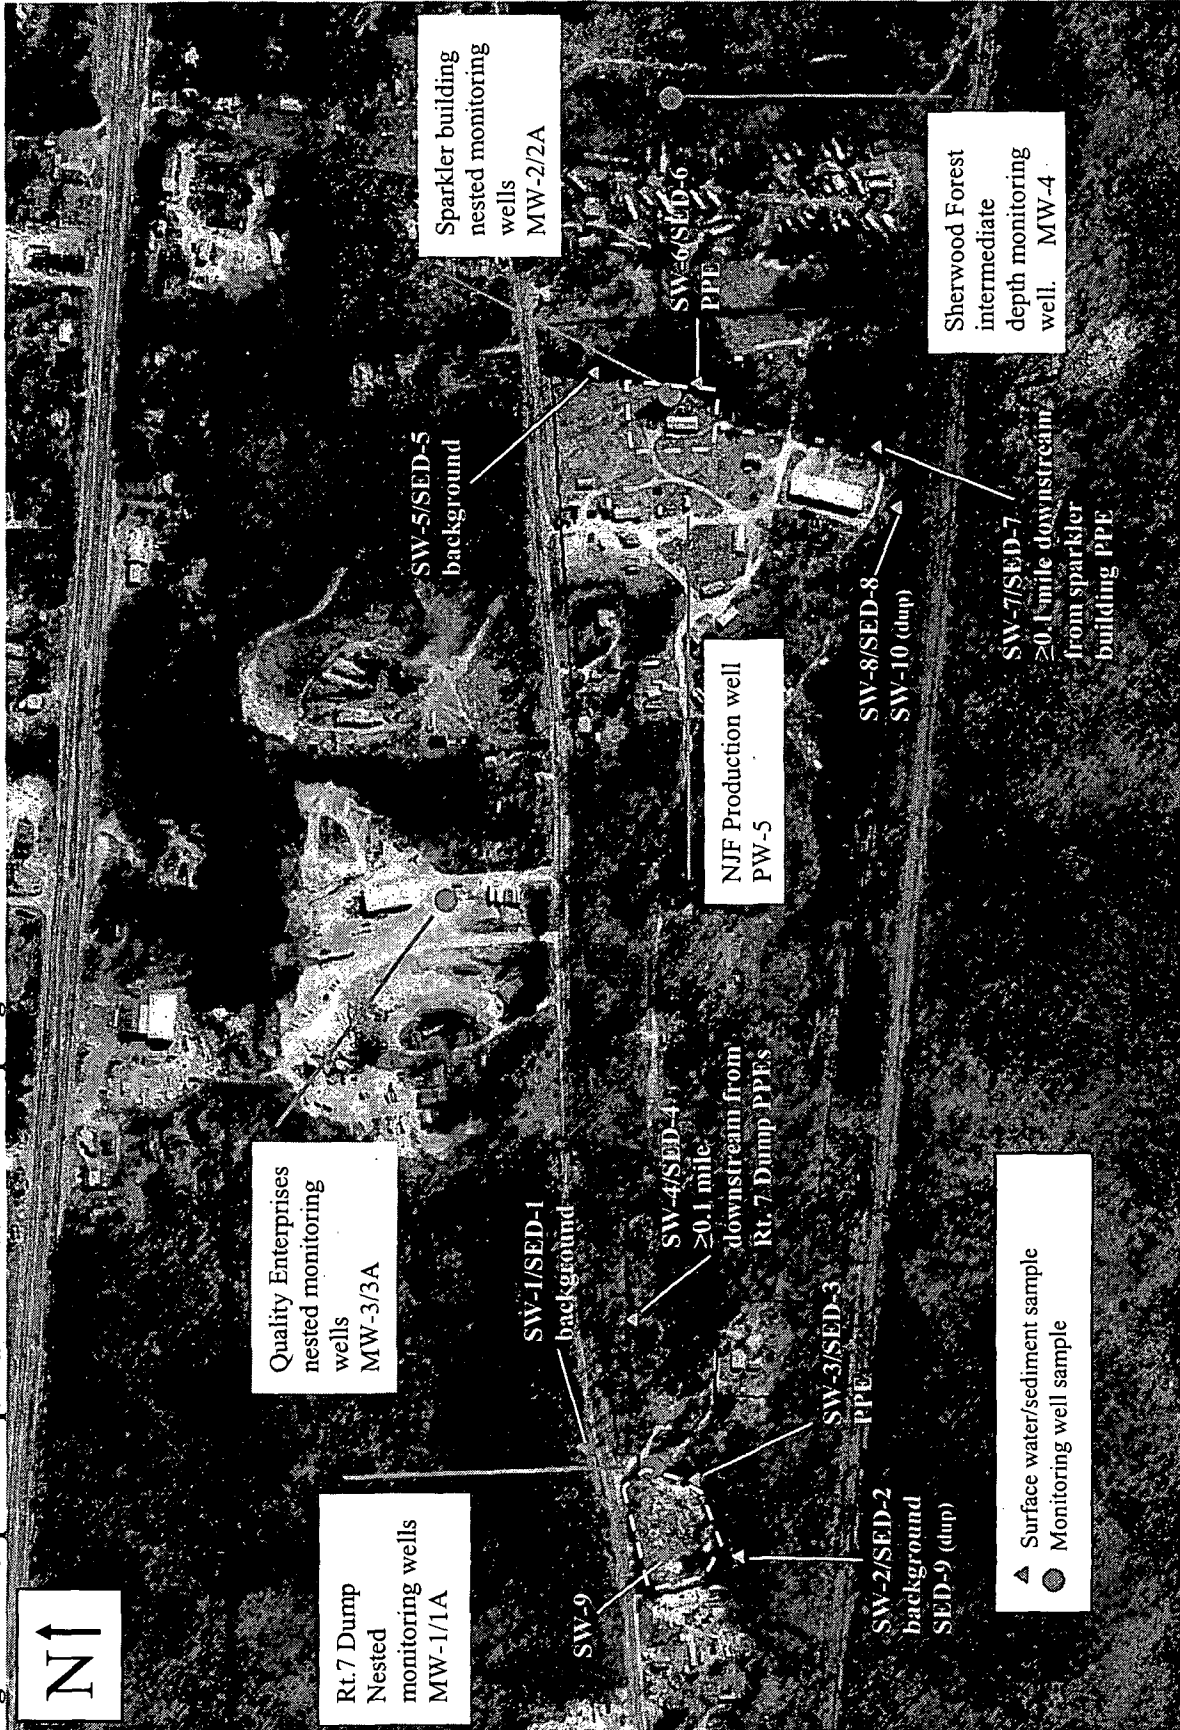 N
Rt.7 Dump
Nested
monitoring wells
MW-1/1A
Quality Enterprises
nested monitoring
wells
MW-3/3A
Sparkler building
nested monitoring
wells
MW-2/2A
SW-5/SED-5
background
SW-1/SED-1
background
SW-9
SW-6/SED-6
PPE
SW-4/SED-4
≥0.1 mile
downstream from
Rt. 7 Dump PPEs
NJF Production well
PW-5
SW-3/SED-3
PPE
SW-2/SED-2
background
SED-9 (dup)
SW-8/SED-8
SW-10 (dup)
Sherwood Forest
intermediate
depth monitoring
well. MW-4
SW-7/SED-7
≥0.1 mile downstream
from sparkler
building PPE
Surface water/sediment sample
Monitoring well sample